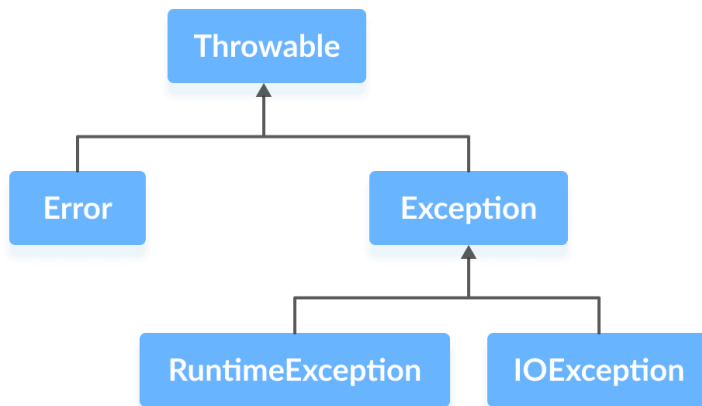 Throwable
Error
Exception
RuntimeException
IOException